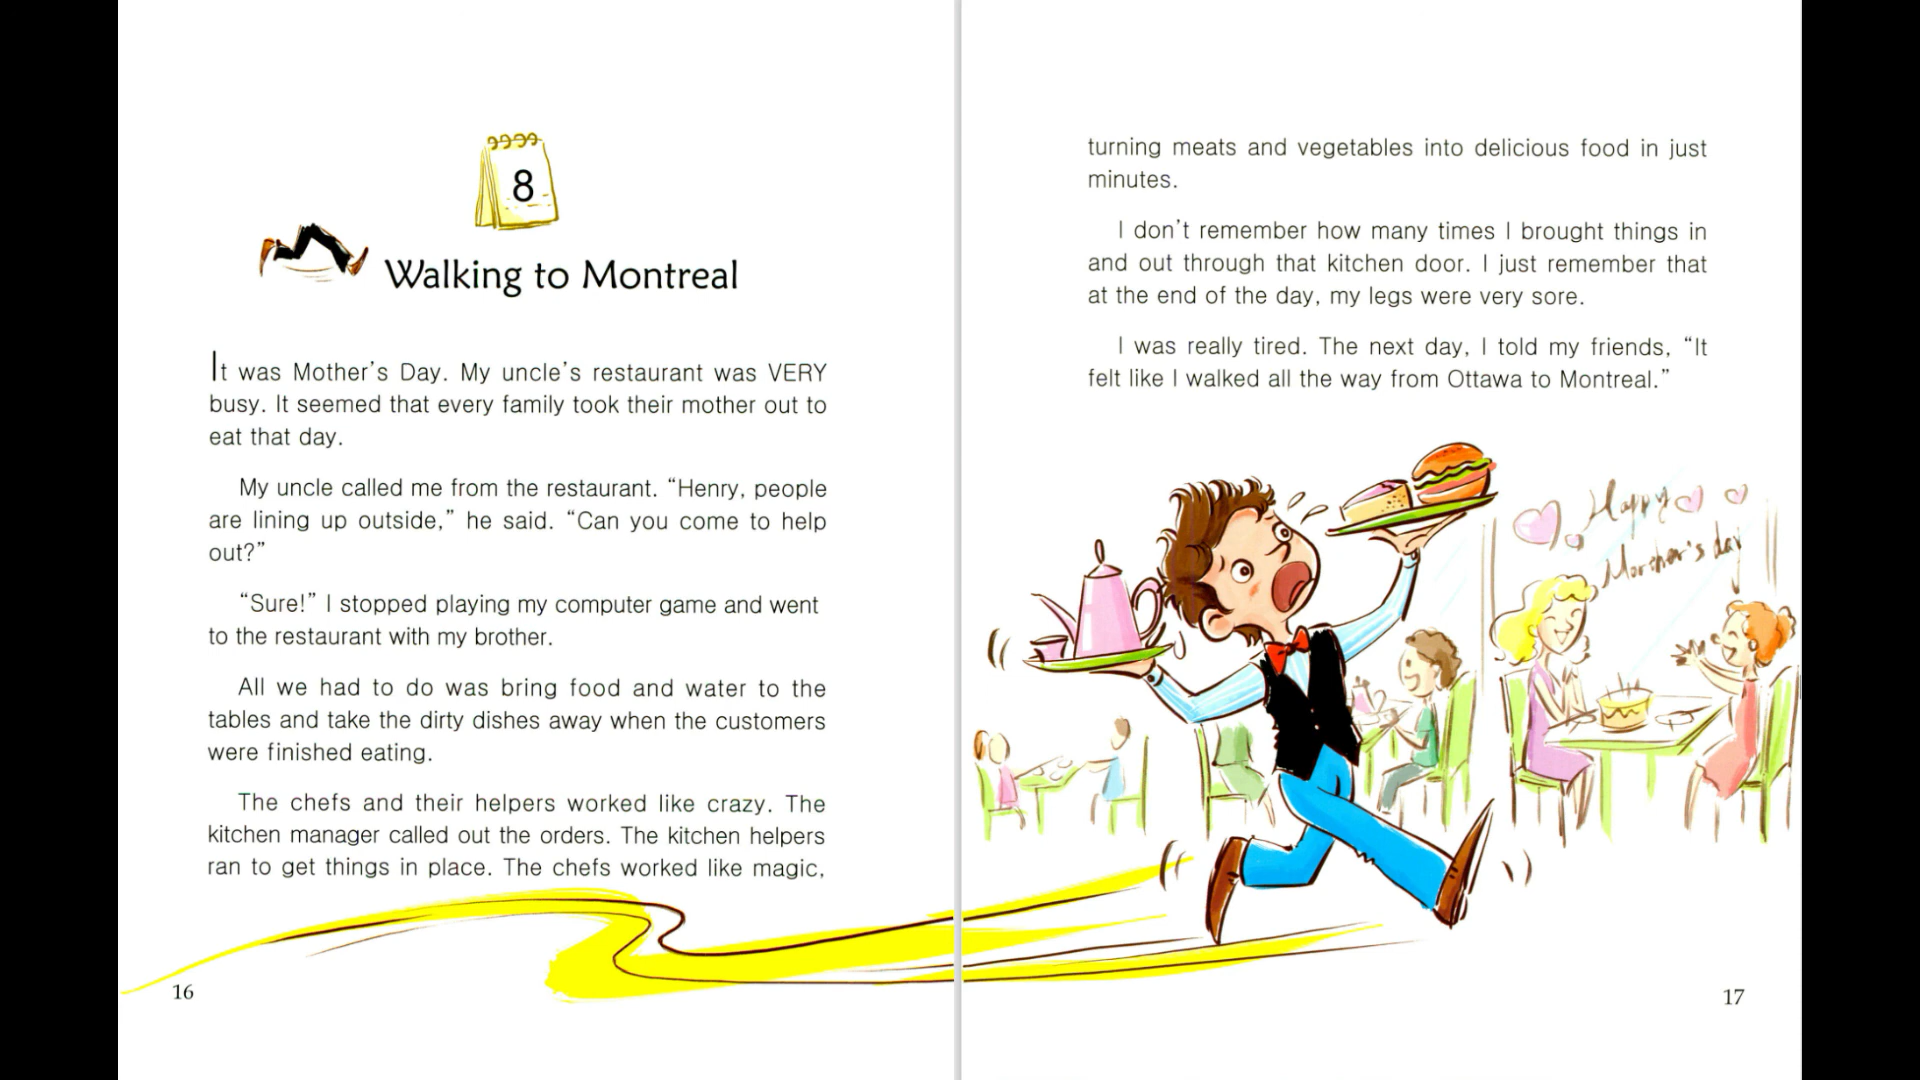 8
Walking to Montreal
It was Mother's Day. My uncle's restaurant was VERY
busy. It seemed that every family took their mother out to
eat that day.
My uncle called me from the restaurant. “Henry, people
are lining up outside,” he said. “Can you come to help
out?”
“Sure!” I stopped playing my computer game and went
to the restaurant with my brother.
All we had to do was bring food and water to the
tables and take the dirty dishes away when the customers
were finished eating.
The chefs and their helpers worked like crazy. The
kitchen manager called out the orders. The kitchen helpers
ran to get things in place. The chefs worked like magic,
16
turning meats and vegetables into delicious food in just
minutes.
I don't remember how many times I brought things in
and out through that kitchen door. I just remember that
at the end of the day, my legs were very sore.
I was really tired. The next day, I told my friends, “It
felt like I walked all the way from Ottawa to Montreal.”
Happy
Morther's day
17